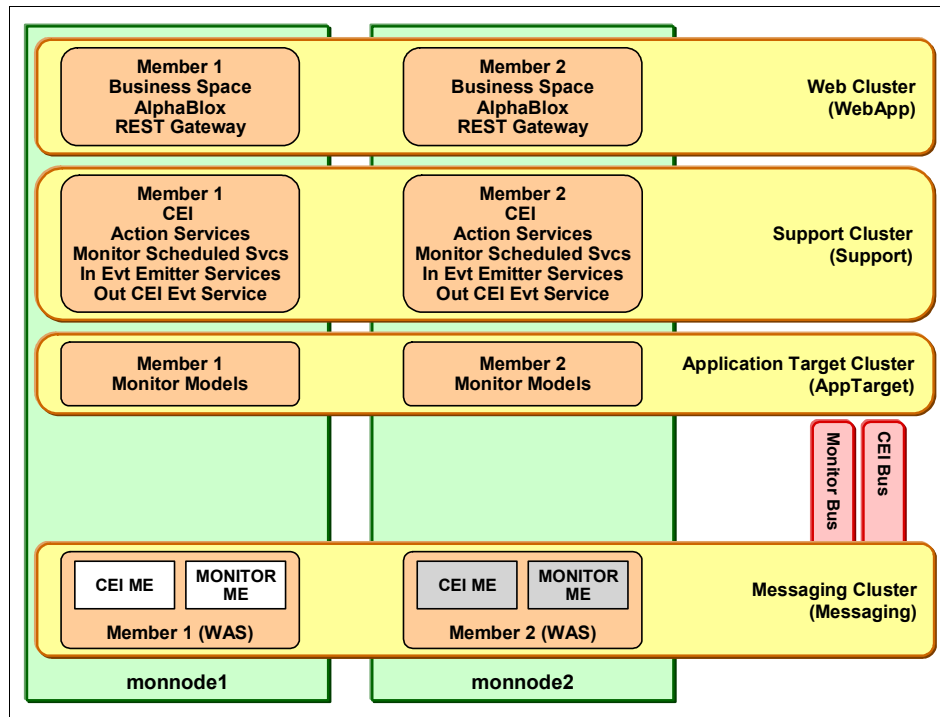 Member 1
Business Space
AlphaBlox
REST Gateway
Member 2
Business Space
AlphaBlox
REST Gateway
Web Cluster
(WebApp)
Member 1
CEI
Action Services
Monitor Scheduled Svcs
In Evt Emitter Services
Out CEI Evt Service
Member 2
CEI
Action Services
Monitor Scheduled Svcs
In Evt Emitter Services
Out CEI Evt Service
Support Cluster
(Support)
Member 1
Monitor Models
Member 2
Monitor Models
Application Target Cluster
(AppTarget)
Monitor Bus
CEI Bus
CEI ME
MONITOR
ME
Member 1 (WAS)
CEI ME
MONITOR
ME
Member 2 (WAS)
Messaging Cluster
(Messaging)
monnode1
monnode2